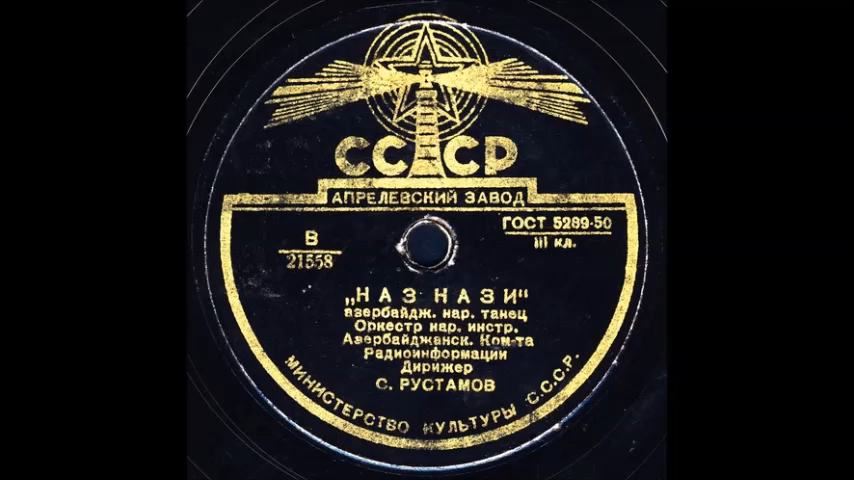 СССР
АПРЕЛЕВСКИЙ ЗАВОД
ГОСТ 5289-50
III кл.
В
21558
„НАЗ НАЗИ“
азербайдж. нар. танец
Оркестр нар. инстр.
Азербайджанск. Ком-та
Радиоинформации
Дирижер
С. РУСТАМОВ
МИНИСТЕРСТВО КУЛЬТУРЫ С.С.С.Р.